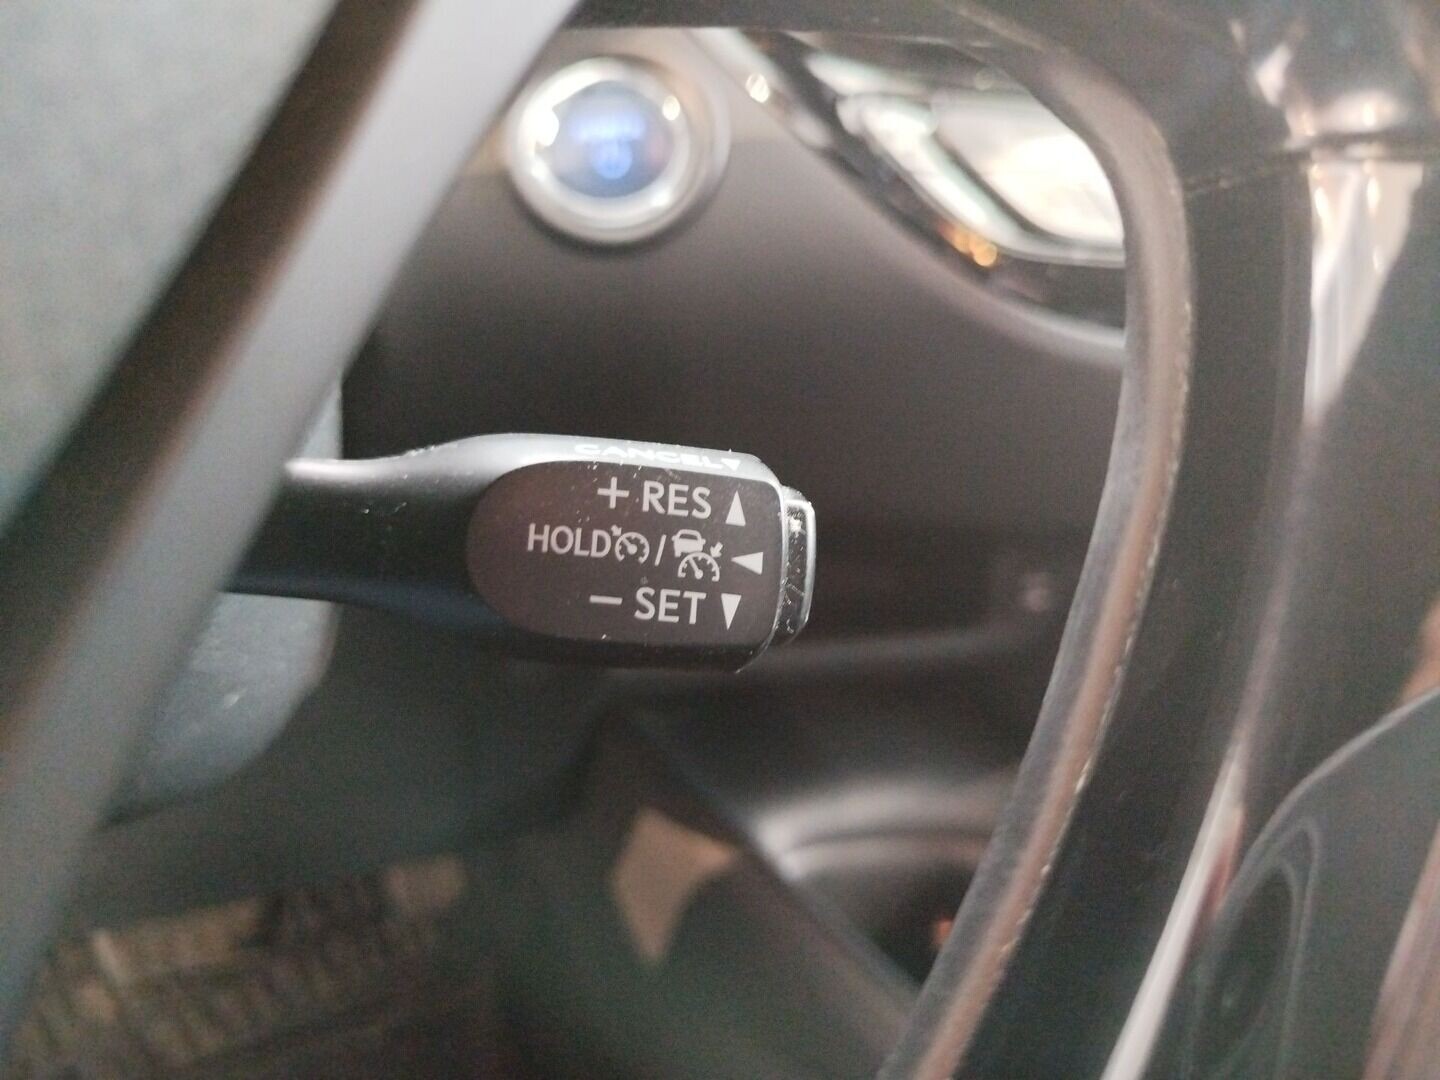 CANCEL
+ RES
HOLD /
− SET